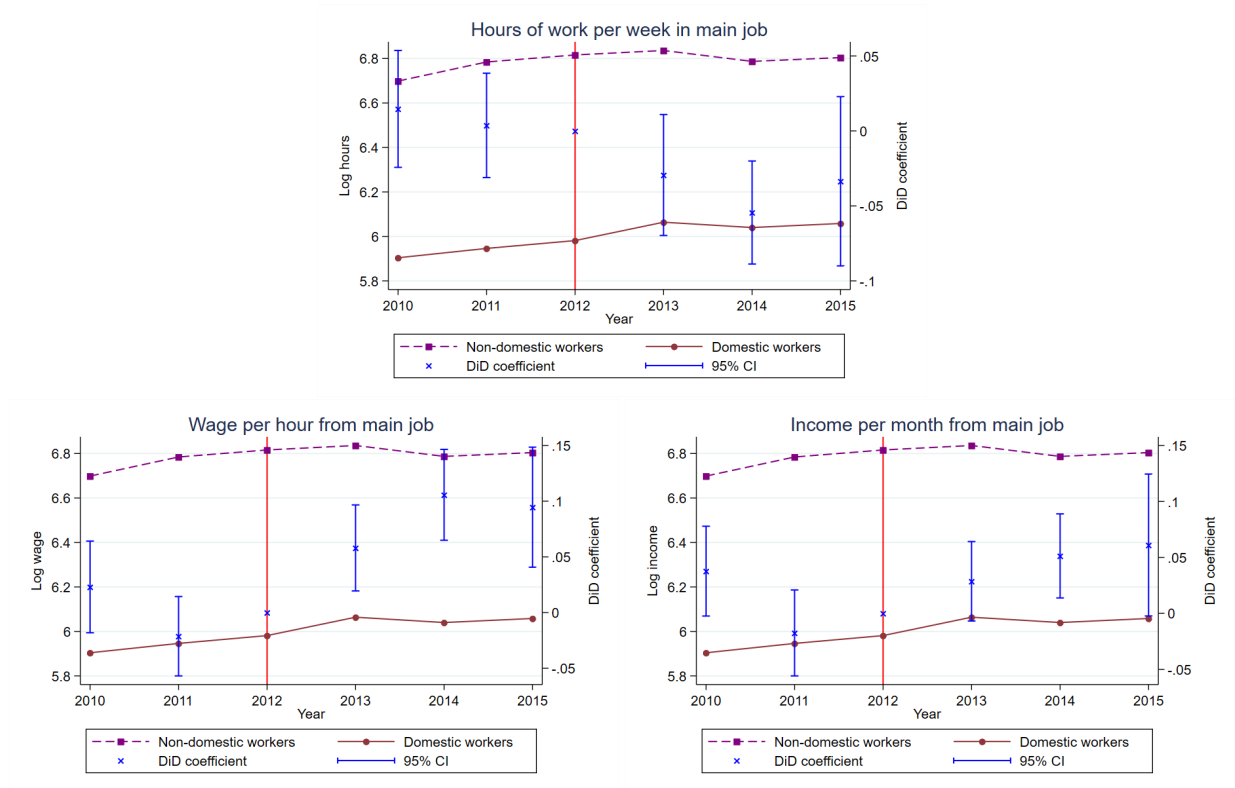 Hours of work per week in main job
6.8
6.6
6.4
6.2
6
5.8
Log hours
.05
0
-.05
-.1
DiD coefficient
2010 2011 2012 2013 2014 2015
Year
Non-domestic workers Domestic workers
DiD coefficient 95% CI
Wage per hour from main job
6.8
6.6
6.4
6.2
6
5.8
Log wage
.15
.1
.05
0
-.05
DiD coefficient
2010 2011 2012 2013 2014 2015
Year
Non-domestic workers Domestic workers
DiD coefficient 95% CI
Income per month from main job
6.8
6.6
6.4
6.2
6
5.8
Log income
.15
.1
.05
0
-.05
DiD coefficient
2010 2011 2012 2013 2014 2015
Year
Non-domestic workers Domestic workers
DiD coefficient 95% CI